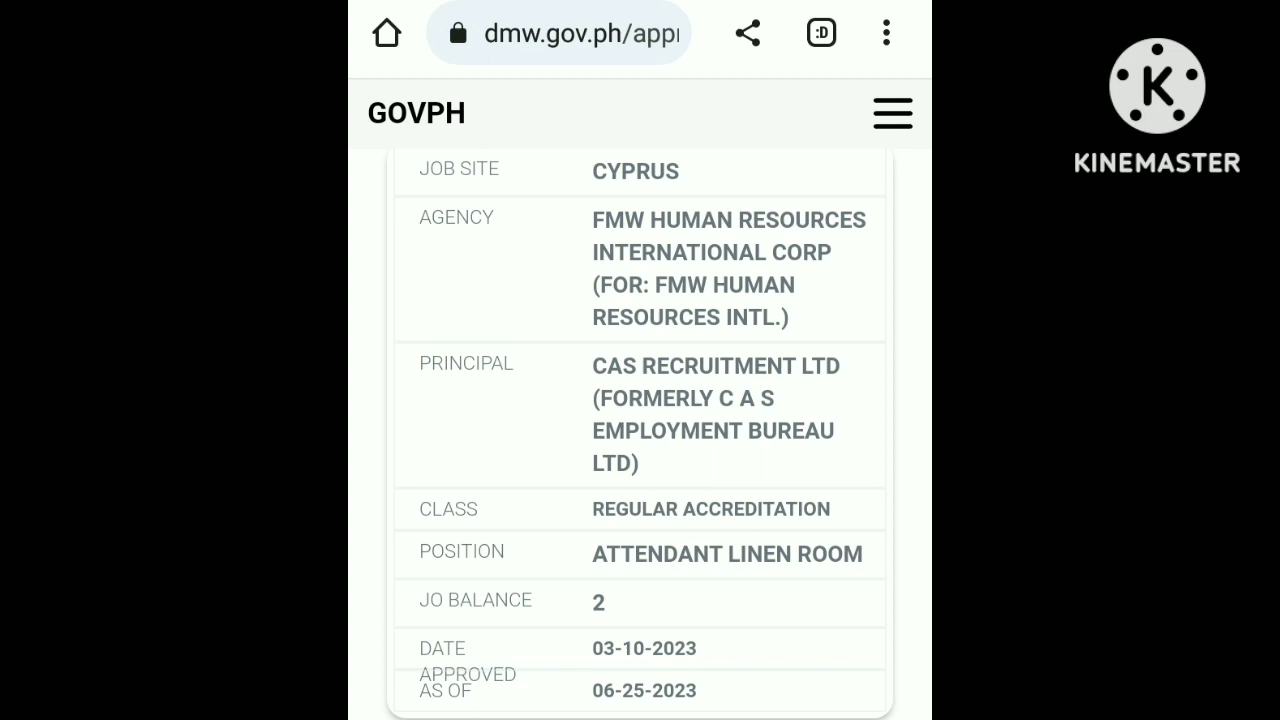 dmw.gov.ph/appr
:D
K
KINEMASTER
GOVPH
JOB SITE CYPRUS
AGENCY FMW HUMAN RESOURCES
INTERNATIONAL CORP
(FOR: FMW HUMAN
RESOURCES INTL.)
PRINCIPAL CAS RECRUITMENT LTD
(FORMERLY C A S
EMPLOYMENT BUREAU
LTD)
CLASS REGULAR ACCREDITATION
POSITION ATTENDANT LINEN ROOM
JO BALANCE 2
DATE 03-10-2023
APPROVED
AS OF 06-25-2023